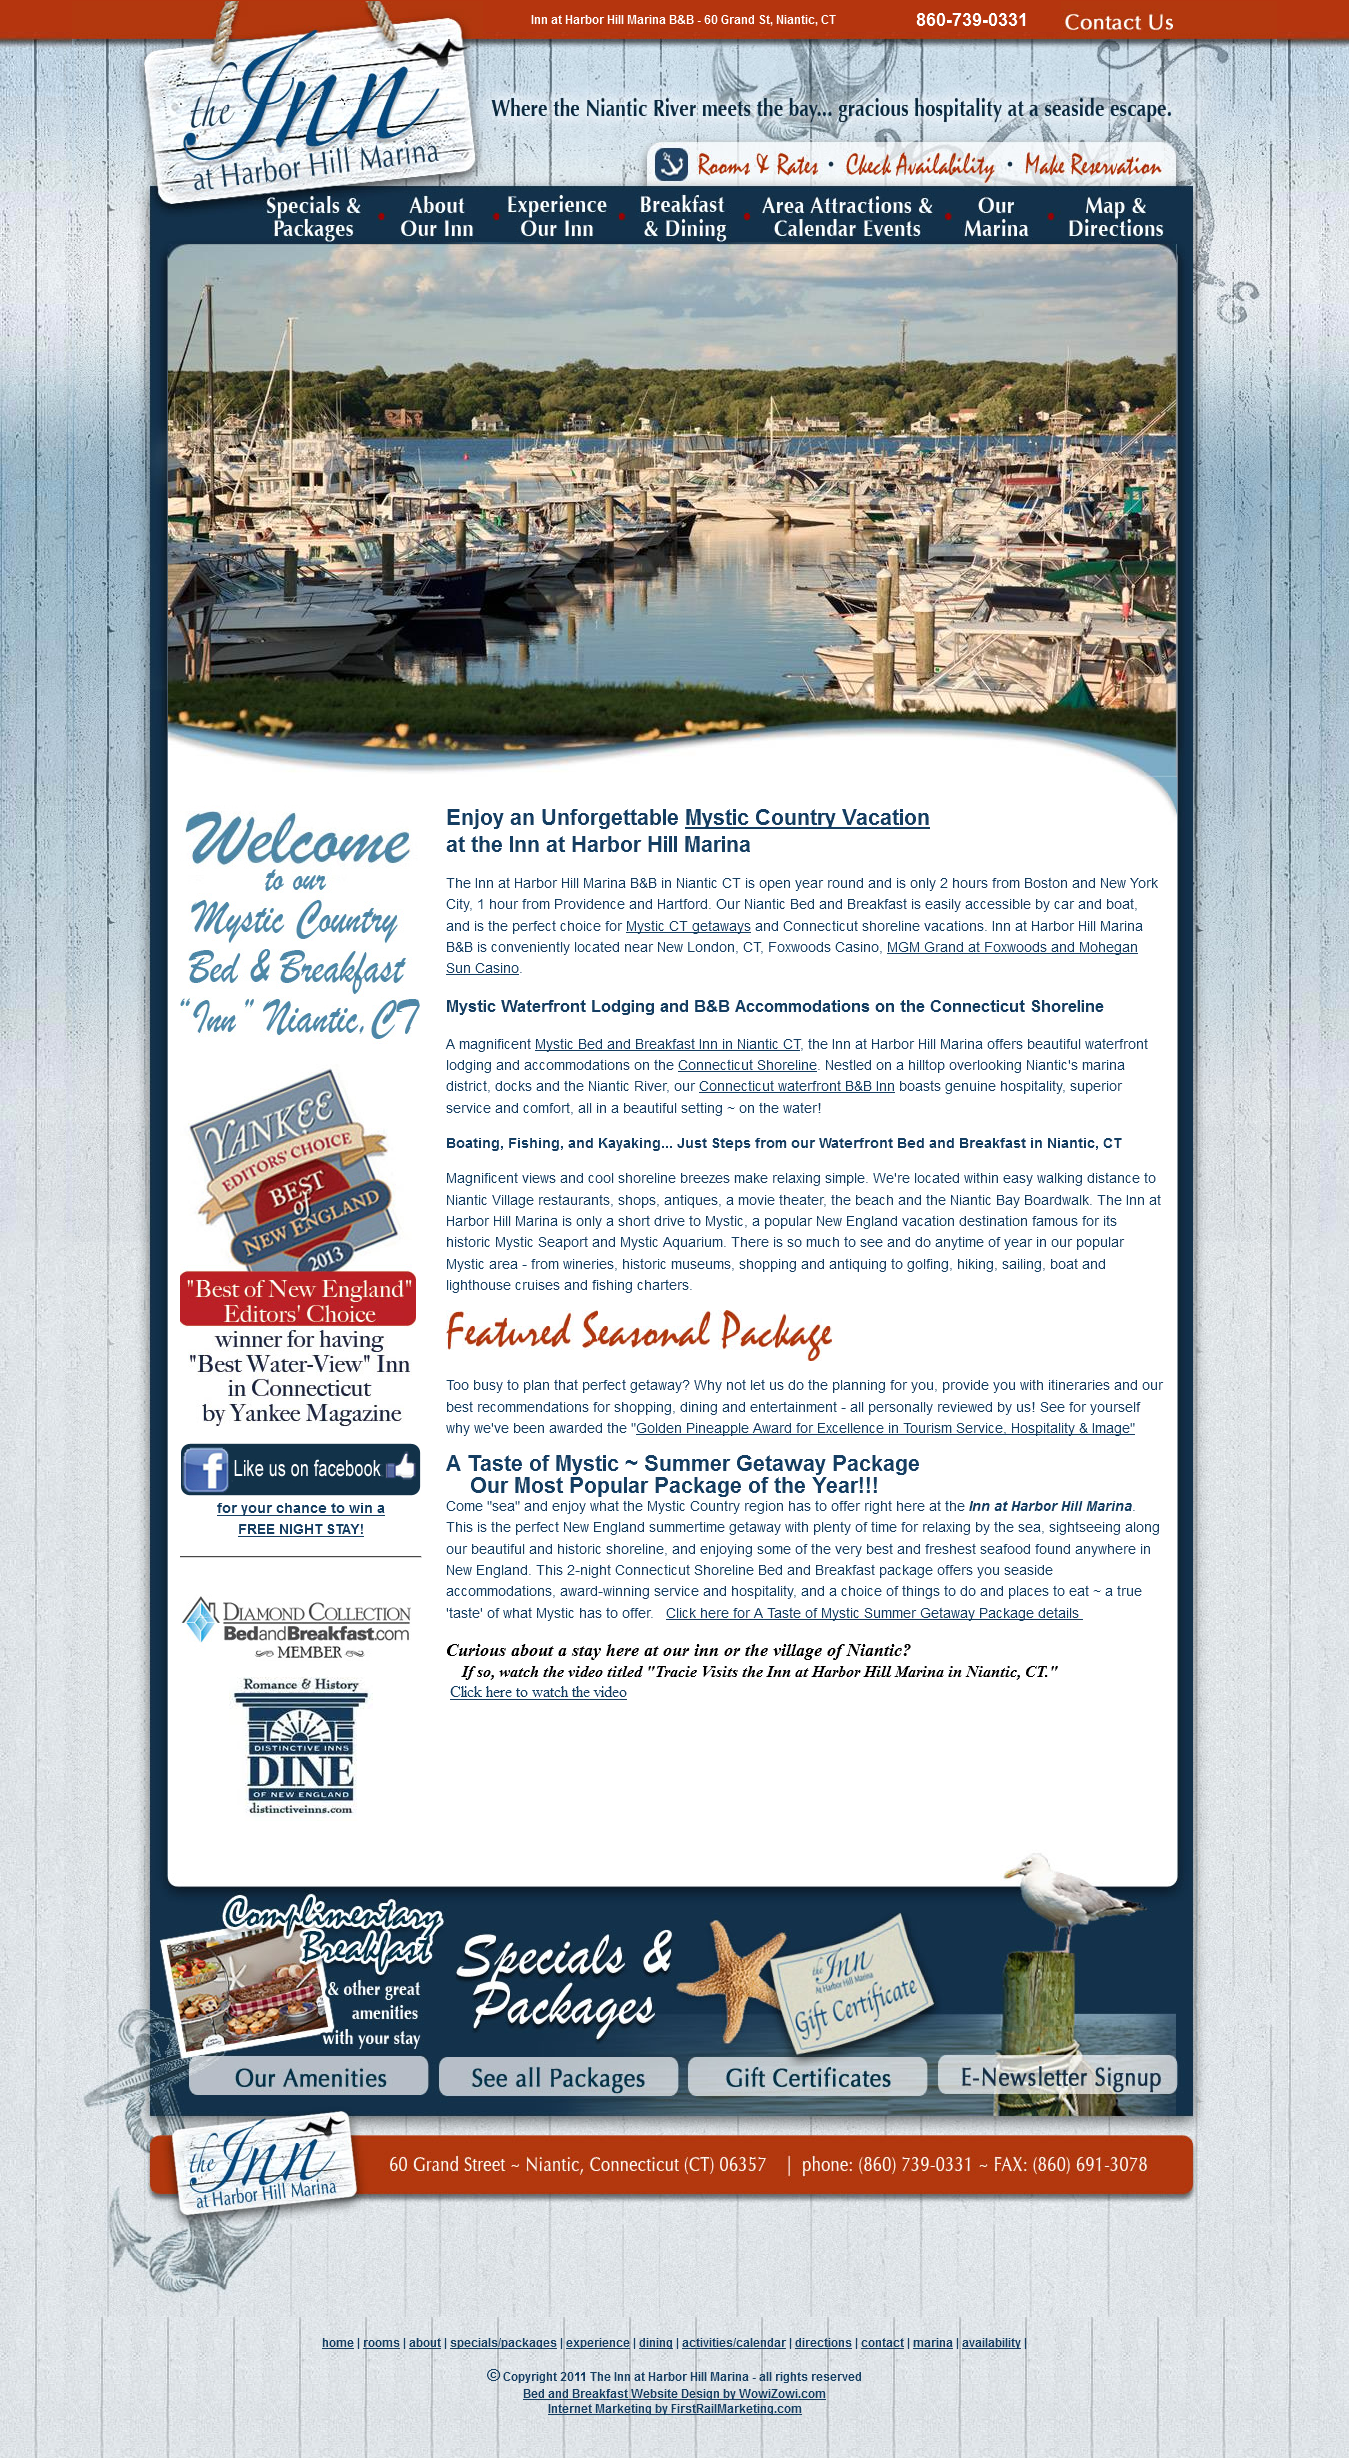 Inn at Harbor Hill Marina B&B - 60 Grand St, Niantic, CT
860-739-0331
Contact Us
the Inn
at Harbor Hill Marina
Where the Niantic River meets the bay... gracious hospitality at a seaside escape.
Rooms & Rates • Check Availability • Make Reservation
Specials &
Packages
About
Our Inn
Experience
Our Inn
Breakfast
& Dining
Area Attractions &
Calendar Events
Our
Marina
Map &
Directions
Welcome
to our
Mystic Country
Bed & Breakfast
"Inn" Niantic, CT
YANKEE
EDITORS' CHOICE
BEST
of
NEW ENGLAND
2013
"Best of New England"
Editors' Choice
winner for having
"Best Water-View" Inn
in Connecticut
by Yankee Magazine
Like us on facebook
for your chance to win a
FREE NIGHT STAY!
DIAMOND COLLECTION
BedandBreakfast.com
MEMBER
Romance & History
DISTINCTIVE INNS
DINE
OF NEW ENGLAND
distinctiveinns.com
Enjoy an Unforgettable Mystic Country Vacation
at the Inn at Harbor Hill Marina
The Inn at Harbor Hill Marina B&B in Niantic CT is open year round and is only 2 hours from Boston and New York
City, 1 hour from Providence and Hartford. Our Niantic Bed and Breakfast is easily accessible by car and boat,
and is the perfect choice for Mystic CT getaways and Connecticut shoreline vacations. Inn at Harbor Hill Marina
B&B is conveniently located near New London, CT, Foxwoods Casino, MGM Grand at Foxwoods and Mohegan
Sun Casino.
Mystic Waterfront Lodging and B&B Accommodations on the Connecticut Shoreline
A magnificent Mystic Bed and Breakfast Inn in Niantic CT, the Inn at Harbor Hill Marina offers beautiful waterfront
lodging and accommodations on the Connecticut Shoreline. Nestled on a hilltop overlooking Niantic's marina
district, docks and the Niantic River, our Connecticut waterfront B&B Inn boasts genuine hospitality, superior
service and comfort, all in a beautiful setting ~ on the water!
Boating, Fishing, and Kayaking... Just Steps from our Waterfront Bed and Breakfast in Niantic, CT
Magnificent views and cool shoreline breezes make relaxing simple. We're located within easy walking distance to
Niantic Village restaurants, shops, antiques, a movie theater, the beach and the Niantic Bay Boardwalk. The Inn at
Harbor Hill Marina is only a short drive to Mystic, a popular New England vacation destination famous for its
historic Mystic Seaport and Mystic Aquarium. There is so much to see and do anytime of year in our popular
Mystic area - from wineries, historic museums, shopping and antiquing to golfing, hiking, sailing, boat and
lighthouse cruises and fishing charters.
Featured Seasonal Package
Too busy to plan that perfect getaway? Why not let us do the planning for you, provide you with itineraries and our
best recommendations for shopping, dining and entertainment - all personally reviewed by us! See for yourself
why we've been awarded the "Golden Pineapple Award for Excellence in Tourism Service, Hospitality & Image"
A Taste of Mystic ~ Summer Getaway Package
Our Most Popular Package of the Year!!!
Come "sea" and enjoy what the Mystic Country region has to offer right here at the Inn at Harbor Hill Marina.
This is the perfect New England summertime getaway with plenty of time for relaxing by the sea, sightseeing along
our beautiful and historic shoreline, and enjoying some of the very best and freshest seafood found anywhere in
New England. This 2-night Connecticut Shoreline Bed and Breakfast package offers you seaside
accommodations, award-winning service and hospitality, and a choice of things to do and places to eat ~ a true
'taste' of what Mystic has to offer. Click here for A Taste of Mystic Summer Getaway Package details
Curious about a stay here at our inn or the village of Niantic?
If so, watch the video titled "Tracie Visits the Inn at Harbor Hill Marina in Niantic, CT."
Click here to watch the video
Complimentary
Breakfast
& other great
amenities
with your stay
Our Amenities
Specials &
Packages
See all Packages
the Inn
At Harbor Hill Marina
Gift Certificate
Gift Certificates
E-Newsletter Signup
the Inn
at Harbor Hill Marina
60 Grand Street ~ Niantic, Connecticut (CT) 06357 | phone: (860) 739-0331 ~ FAX: (860) 691-3078
home | rooms | about | specials/packages | experience | dining | activities/calendar | directions | contact | marina | availability |
© Copyright 2011 The Inn at Harbor Hill Marina - all rights reserved
Bed and Breakfast Website Design by WowiZowi.com
Internet Marketing by FirstRailMarketing.com